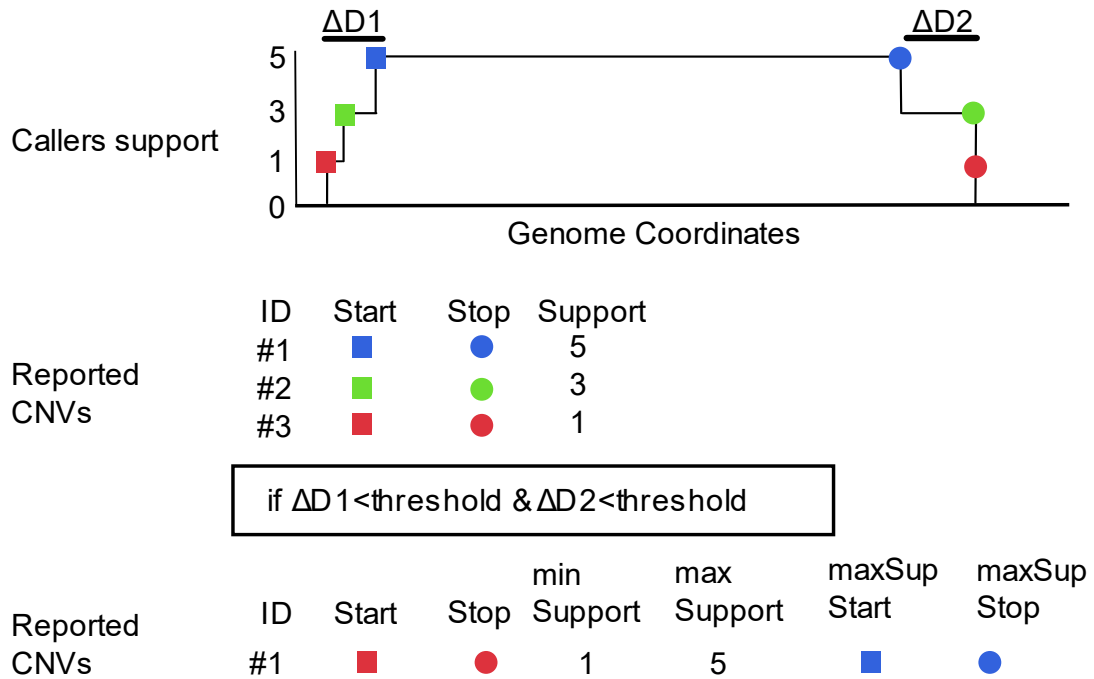 ΔD1 ΔD2
5
3
Callers support
1
0
Genome Coordinates
ID Start Stop Support
#1 5
Reported
CNVs
#2 3
#3 1
if ΔD1<threshold & ΔD2<threshold
min max maxSup maxSup
ID Start Stop Support Support Start Stop
Reported
CNVs
#1 1 5